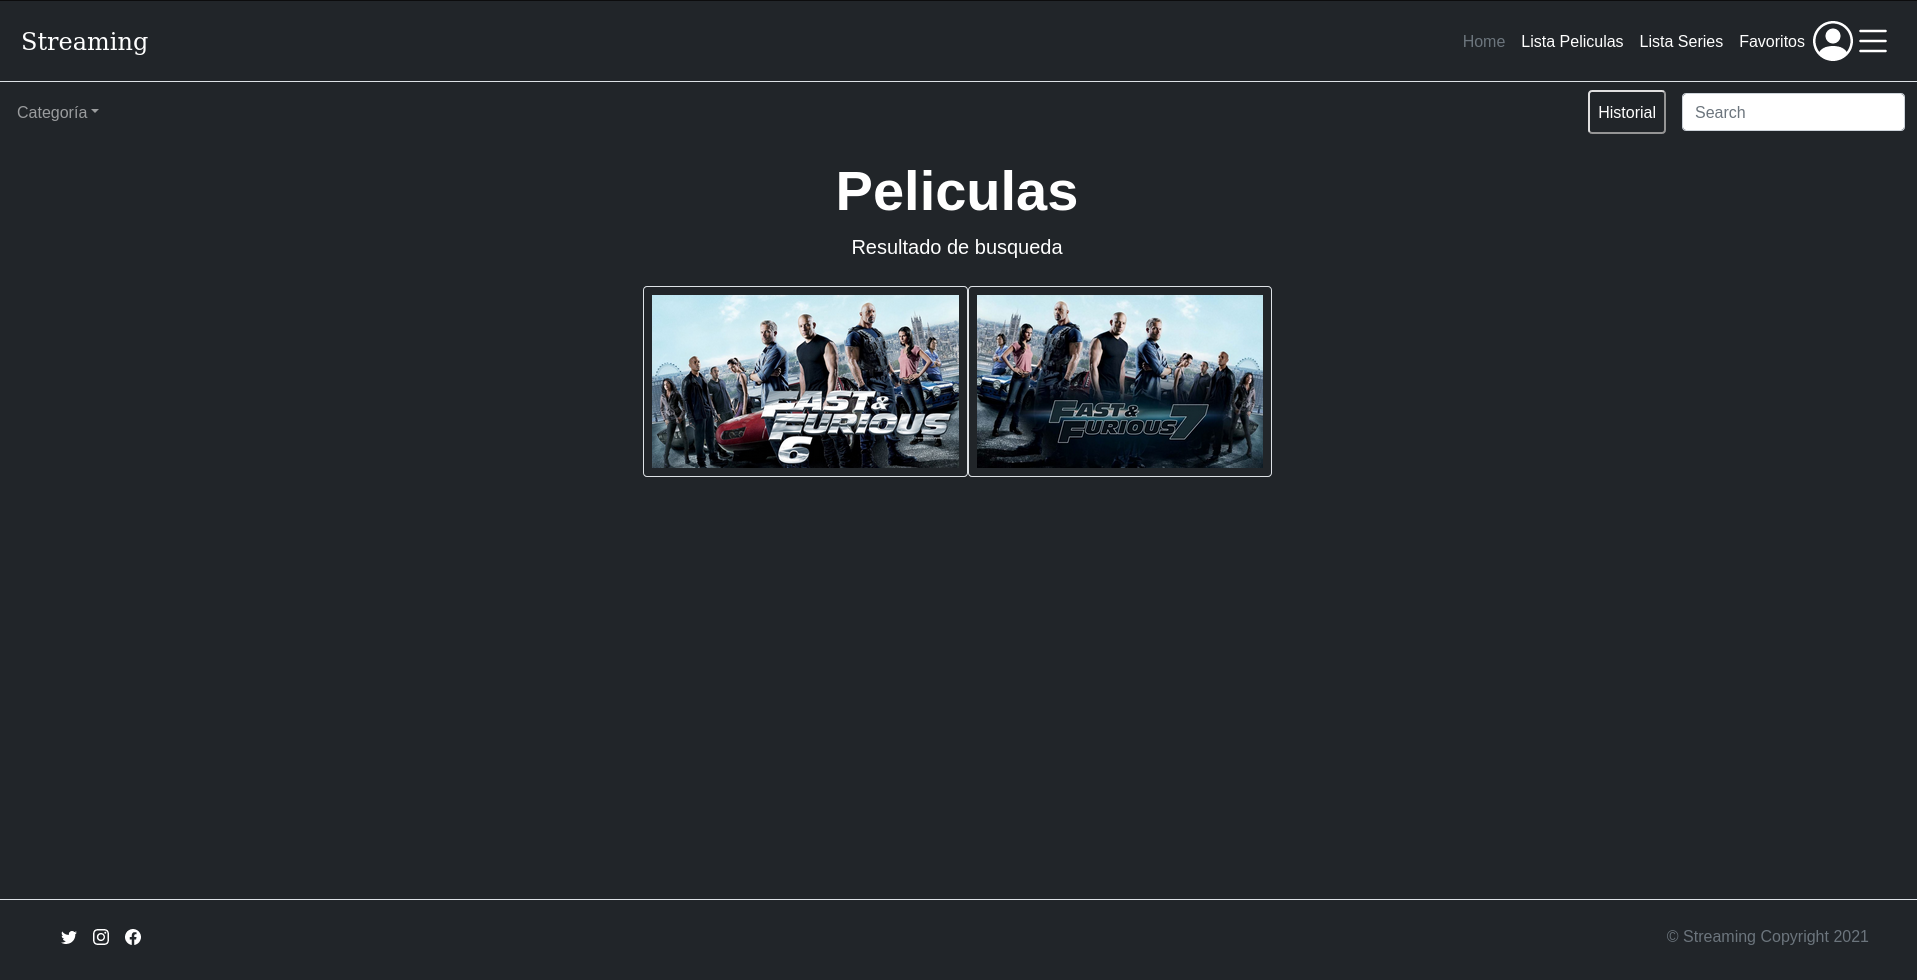 Streaming
Home Lista Peliculas Lista Series Favoritos
Categoría
Historial
Search
Peliculas
Resultado de busqueda
FAST &
FURIOUS
6
FAST &
FURIOUS 7
© Streaming Copyright 2021